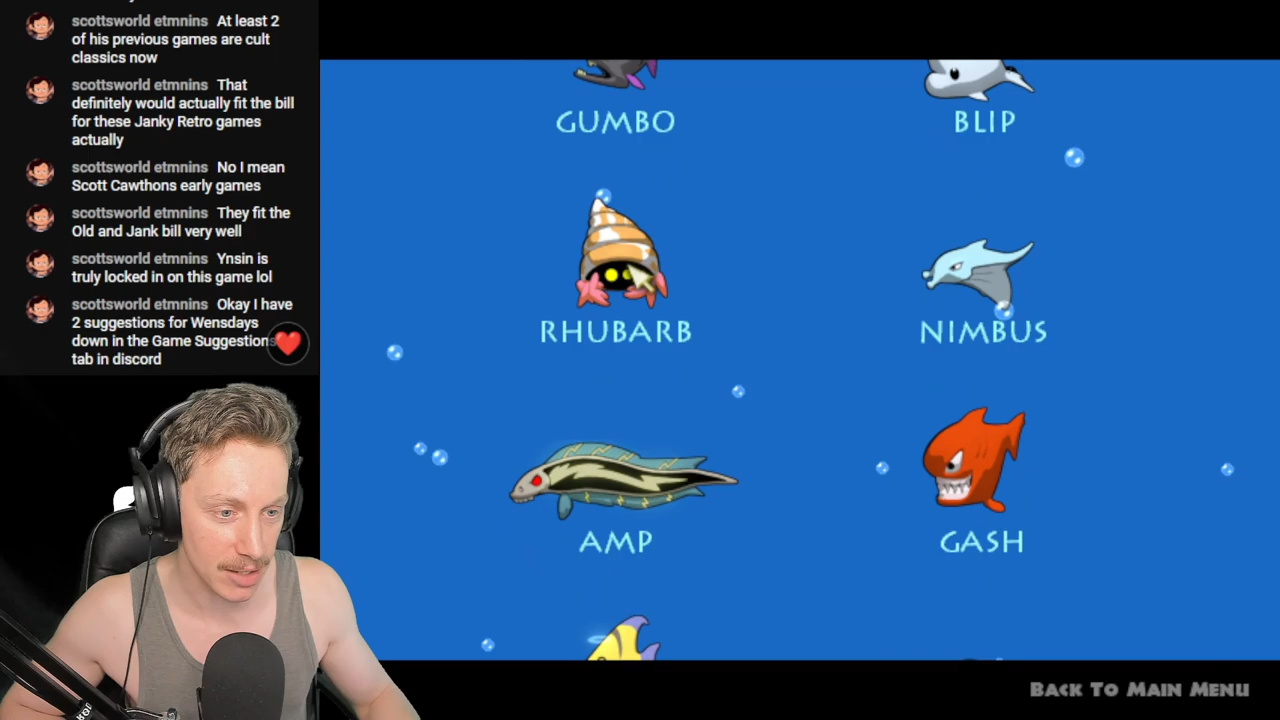 scottsworld etmnins At least 2
of his previous games are cult
classics now
scottsworld etmnins That
definitely would actually fit the bill
for these Janky Retro games
actually
scottsworld etmnins No I mean
Scott Cawthons early games
scottsworld etmnins They fit the
Old and Jank bill very well
scottsworld etmnins Ynsin is
truly locked in on this game lol
scottsworld etmnins Okay I have
2 suggestions for Wensdays
down in the Game Suggestions
tab in discord
GUMBO
BLIP
RHUBARB
NIMBUS
AMP
GASH
BACK TO MAIN MENU